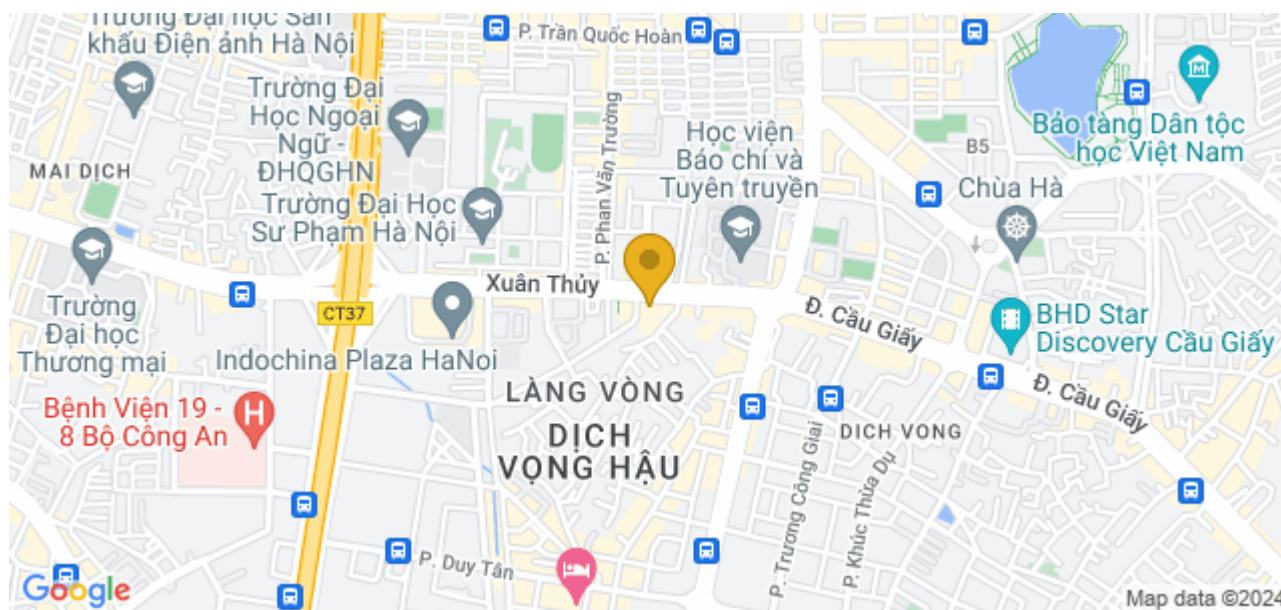 Trường Đại học Sân
khấu Điện ảnh Hà Nội
P. Trần Quốc Hoàn
Trường Đại
Học Ngoại
Ngữ -
ĐHQGHN
P. Phan Văn Trường
Học viện
Báo chí và
Tuyên truyền
Bảo tàng Dân tộc
học Việt Nam
B5
MAI DỊCH
Chùa Hà
Trường Đại Học
Sư Phạm Hà Nội
Xuân Thủy
CT37
Trường
Đại học
Thương mại
Indochina Plaza HaNoi
Đ. Cầu Giấy
BHD Star
Discovery Cầu Giấy
LÀNG VÒNG
DỊCH
VỌNG HẬU
Bệnh Viện 19 -
8 Bộ Công An
H
Đ. Cầu Giấy
DICH VONG
P. Trương Công Giai
P. Khúc Thừa Dụ
P. Duy Tân
Google
Map data ©2024